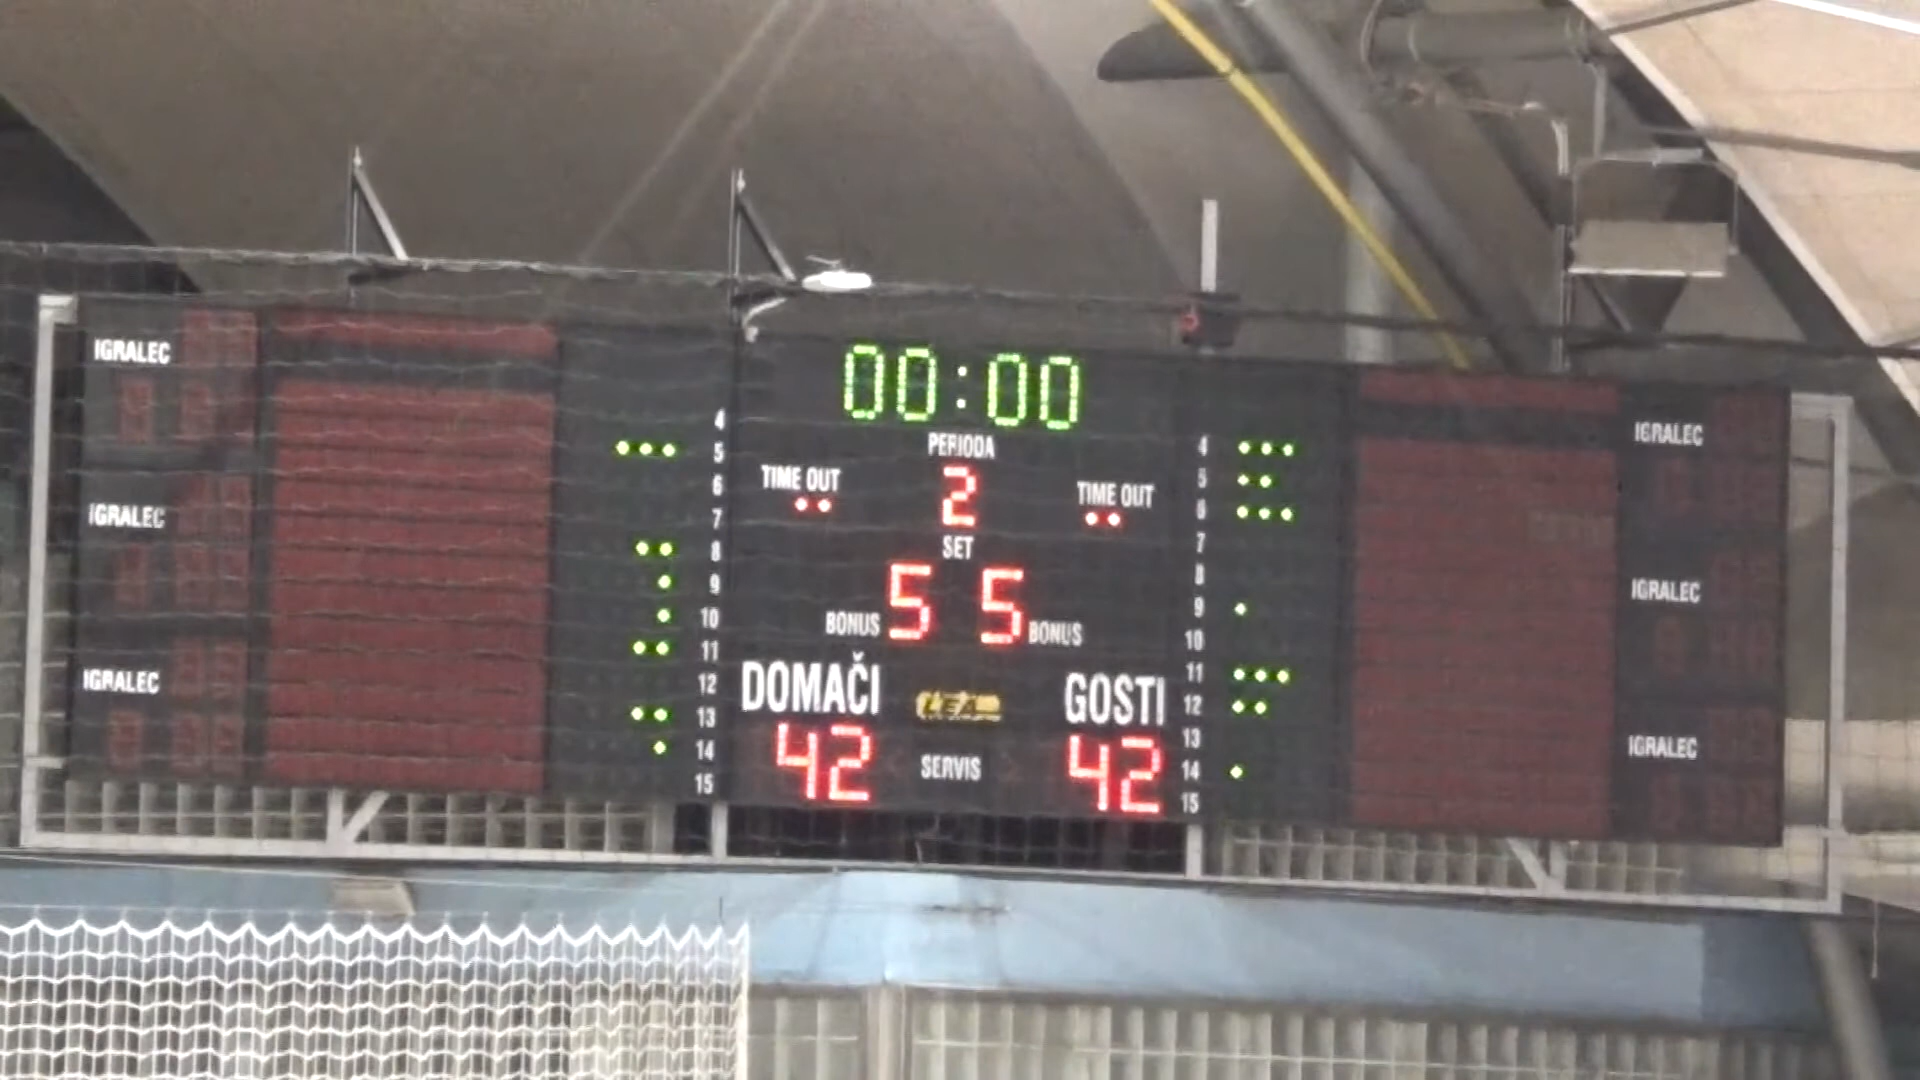 00:00
PERIODA
2
TIME OUT
TIME OUT
SET
5 5
BONUS
BONUS
DOMAČI
GOSTI
LEA
42
SERVIS
42
IGRALEC
IGRALEC
IGRALEC
4
5
6
7
8
9
10
11
12
13
14
15
4
5
6
7
8
9
10
11
12
13
14
15
IGRALEC
IGRALEC
IGRALEC